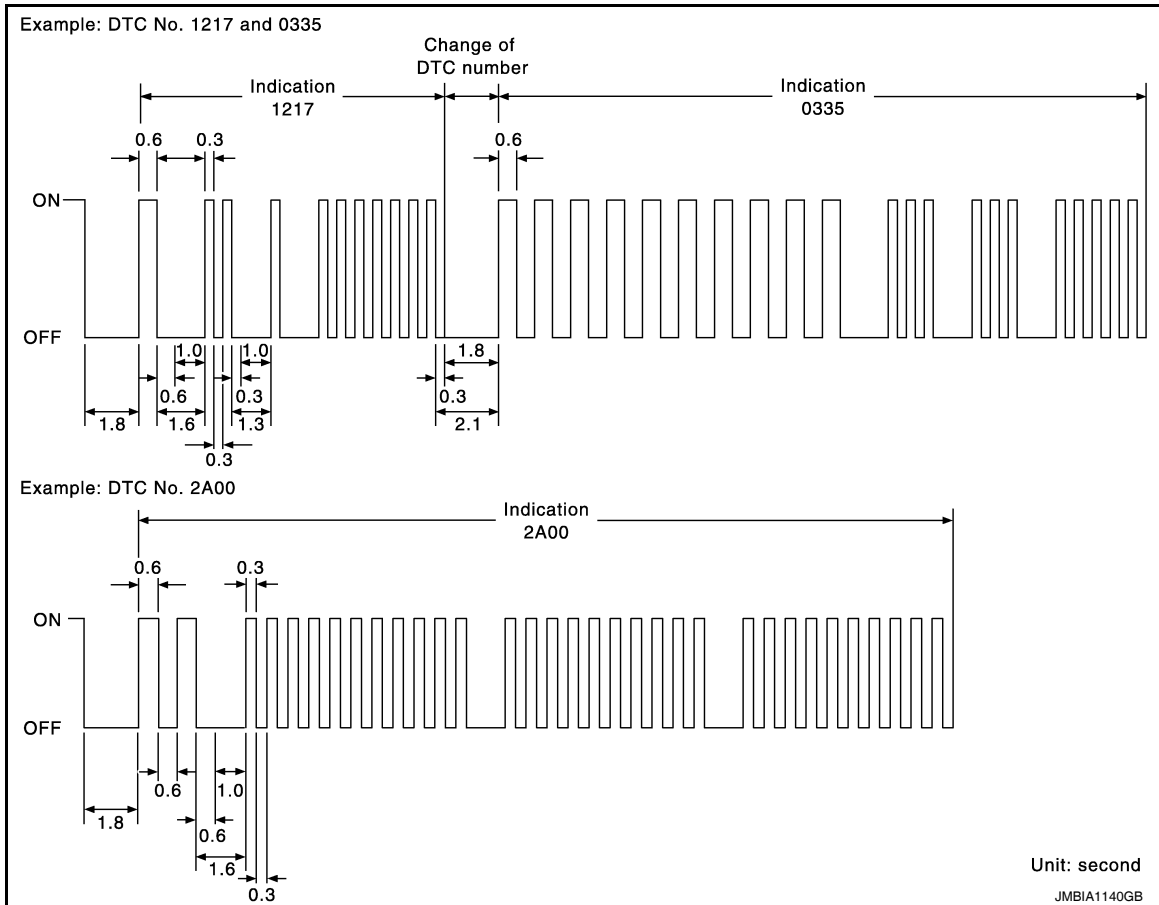 Example: DTC No. 1217 and 0335
Change of
DTC number
Indication
1217
Indication
0335
0.6
0.3
0.6
ON
OFF
1.0
1.0
1.8
0.6
0.3
0.3
1.8
1.6
1.3
2.1
0.3
Example: DTC No. 2A00
Indication
2A00
0.6
0.3
ON
OFF
0.6
1.0
1.8
0.6
1.6
0.3
Unit: second
JMBIA1140GB